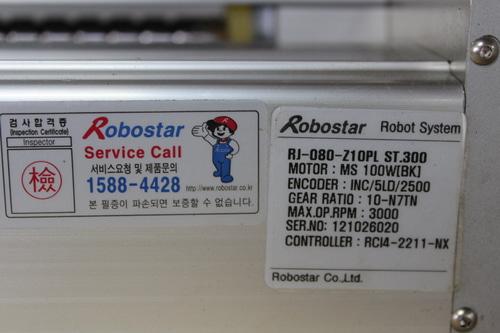 검사합격증
(Inspection Certificate)
Inspector
檢
Robostar
Service Call
서비스요청 및 제품문의
1588-4428
http://www.robostar.co.kr
본 필증이 파손되면 보증할 수 없습니다.
Robostar Robot System
RJ-080-Z10PL ST.300
MOTOR : MS 100W[BK]
ENCODER : INC/5LD/2500
GEAR RATIO : 10-N7TN
MAX.OP.RPM : 3000
SER.NO: 121026020
CONTROLLER : RCI4-2211-NX
Robostar Co.,Ltd.